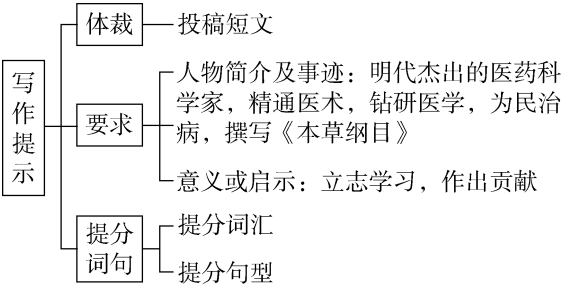 写作提示
体裁
投稿短文
要求
人物简介及事迹：明代杰出的医药科
学家，精通医术，钻研医学，为民治
病，撰写《本草纲目》
意义或启示：立志学习，作出贡献
提分
词句
提分词汇
提分句型